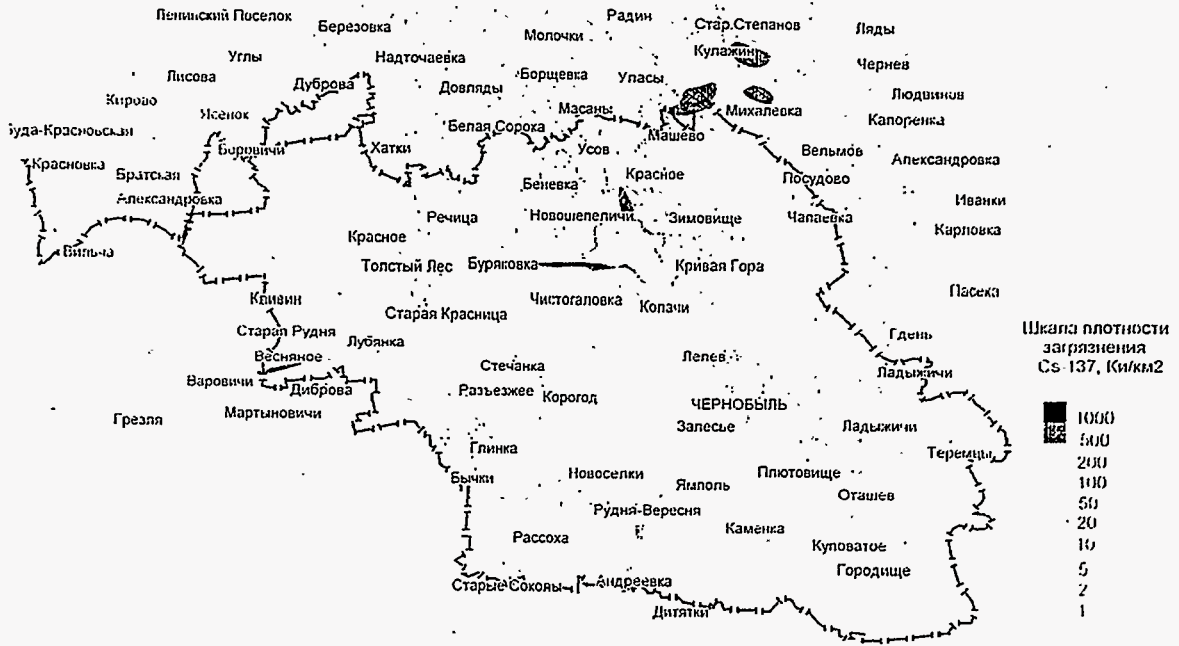 Ленинский Поселок
Березовка
Радин
Стар.Степанов
Ляды
Молочки
Углы
Надточаевка
Кулажин
Чернев
Лисова
Дуброва
Довляды
Борщевка
Уласы
Людвинов
Кирово
Ясенок
Масаны
Михалевка
Капоренка
Буда-Красновская
Белая Сорока
Машево
Боровичи
Хатки
Усов
Вельмов
Александровка
Красновка
Братская
Беневка
Красное
Посудово
Александровка
Иванки
Речица
Новошепеличи
Зимовище
Чапаевка
Карловка
Красное
Вильча
Толстый Лес
Буряковка
Кривая Гора
Пасека
Кливин
Чистогаловка
Копачи
Старая Красница
Старая Рудня
Лубянка
Гдень
Шкала плотности
загрязнения
Cs-137, Ки/км2
Весняное
Стечанка
Лелев
Варовичи
Диброва
Разъезжее
Корогод
Ладыжичи
ЧЕРНОБЫЛЬ
Грезля
Мартыновичи
Залесье
Ладыжичи
1000
500
Глинка
Теремцы
200
Бычки
Новоселки
Ямполь
Плютовище
100
Оташев
50
Рудня-Вересня
Каменка
20
Рассоха
Куповатое
10
Городище
5
Старые Соколы
Андреевка
2
Дитятки
1